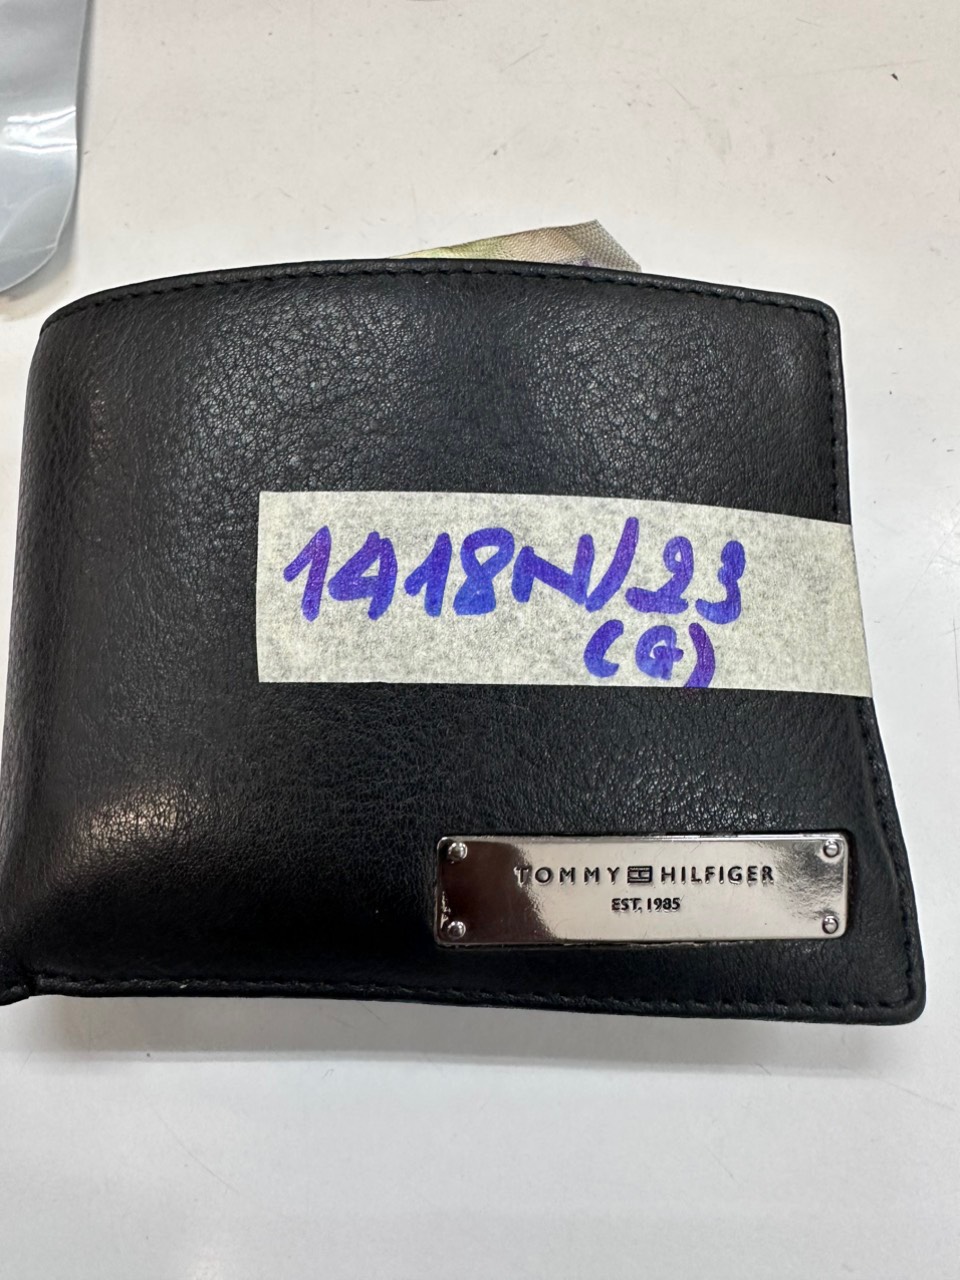 1418N/23
(G)
TOMMY HILFIGER
EST. 1985